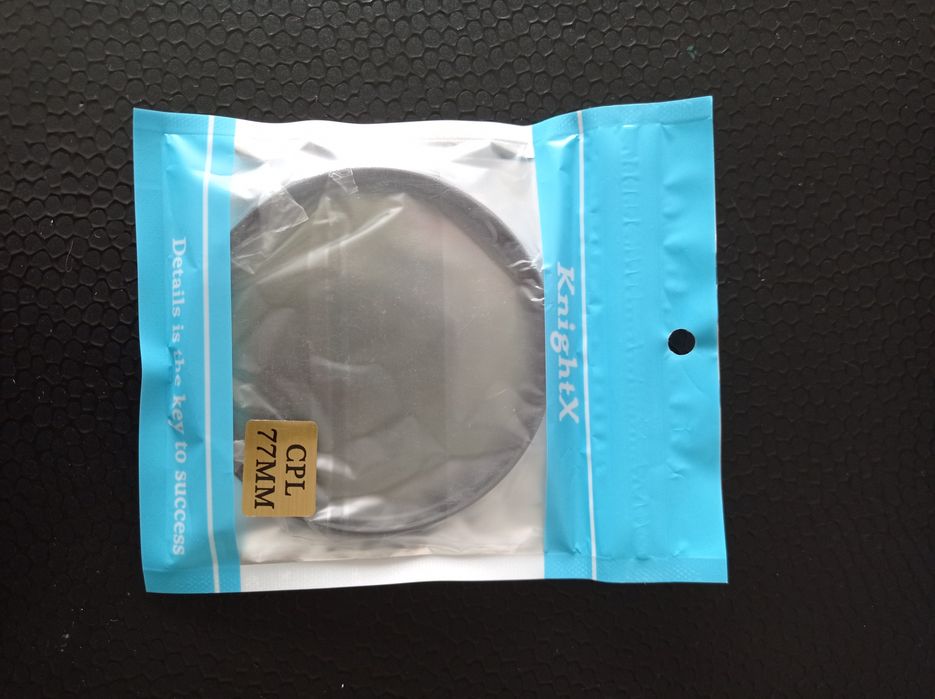 KnightX
CPL
77MM
Details is the key to success